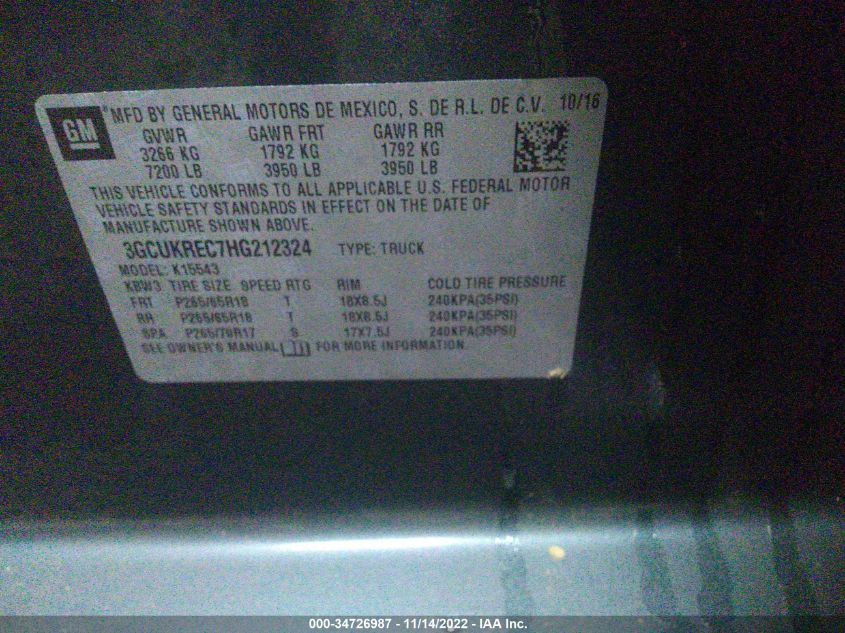 GM
MFD BY GENERAL MOTORS DE MEXICO, S. DE R.L. DE C.V. 10/16
GVWR GAWR FRT GAWR RR
3266 KG 1792 KG 1792 KG
7200 LB 3950 LB 3950 LB
THIS VEHICLE CONFORMS TO ALL APPLICABLE U.S. FEDERAL MOTOR
VEHICLE SAFETY STANDARDS IN EFFECT ON THE DATE OF
MANUFACTURE SHOWN ABOVE.
3GCUKREC7HG212324 TYPE: TRUCK
MODEL: K15543
KBW3 TIRE SIZE SPEED RTG RIM COLD TIRE PRESSURE
FRT P265/65R18 T 18X8.5J 240KPA(35PSI)
RR P265/65R18 T 18X8.5J 240KPA(35PSI)
SPA P265/70R17 S 17X7.5J 240KPA(35PSI)
SEE OWNER'S MANUAL FOR MORE INFORMATION
000-34726987 - 11/14/2022 - IAA Inc.